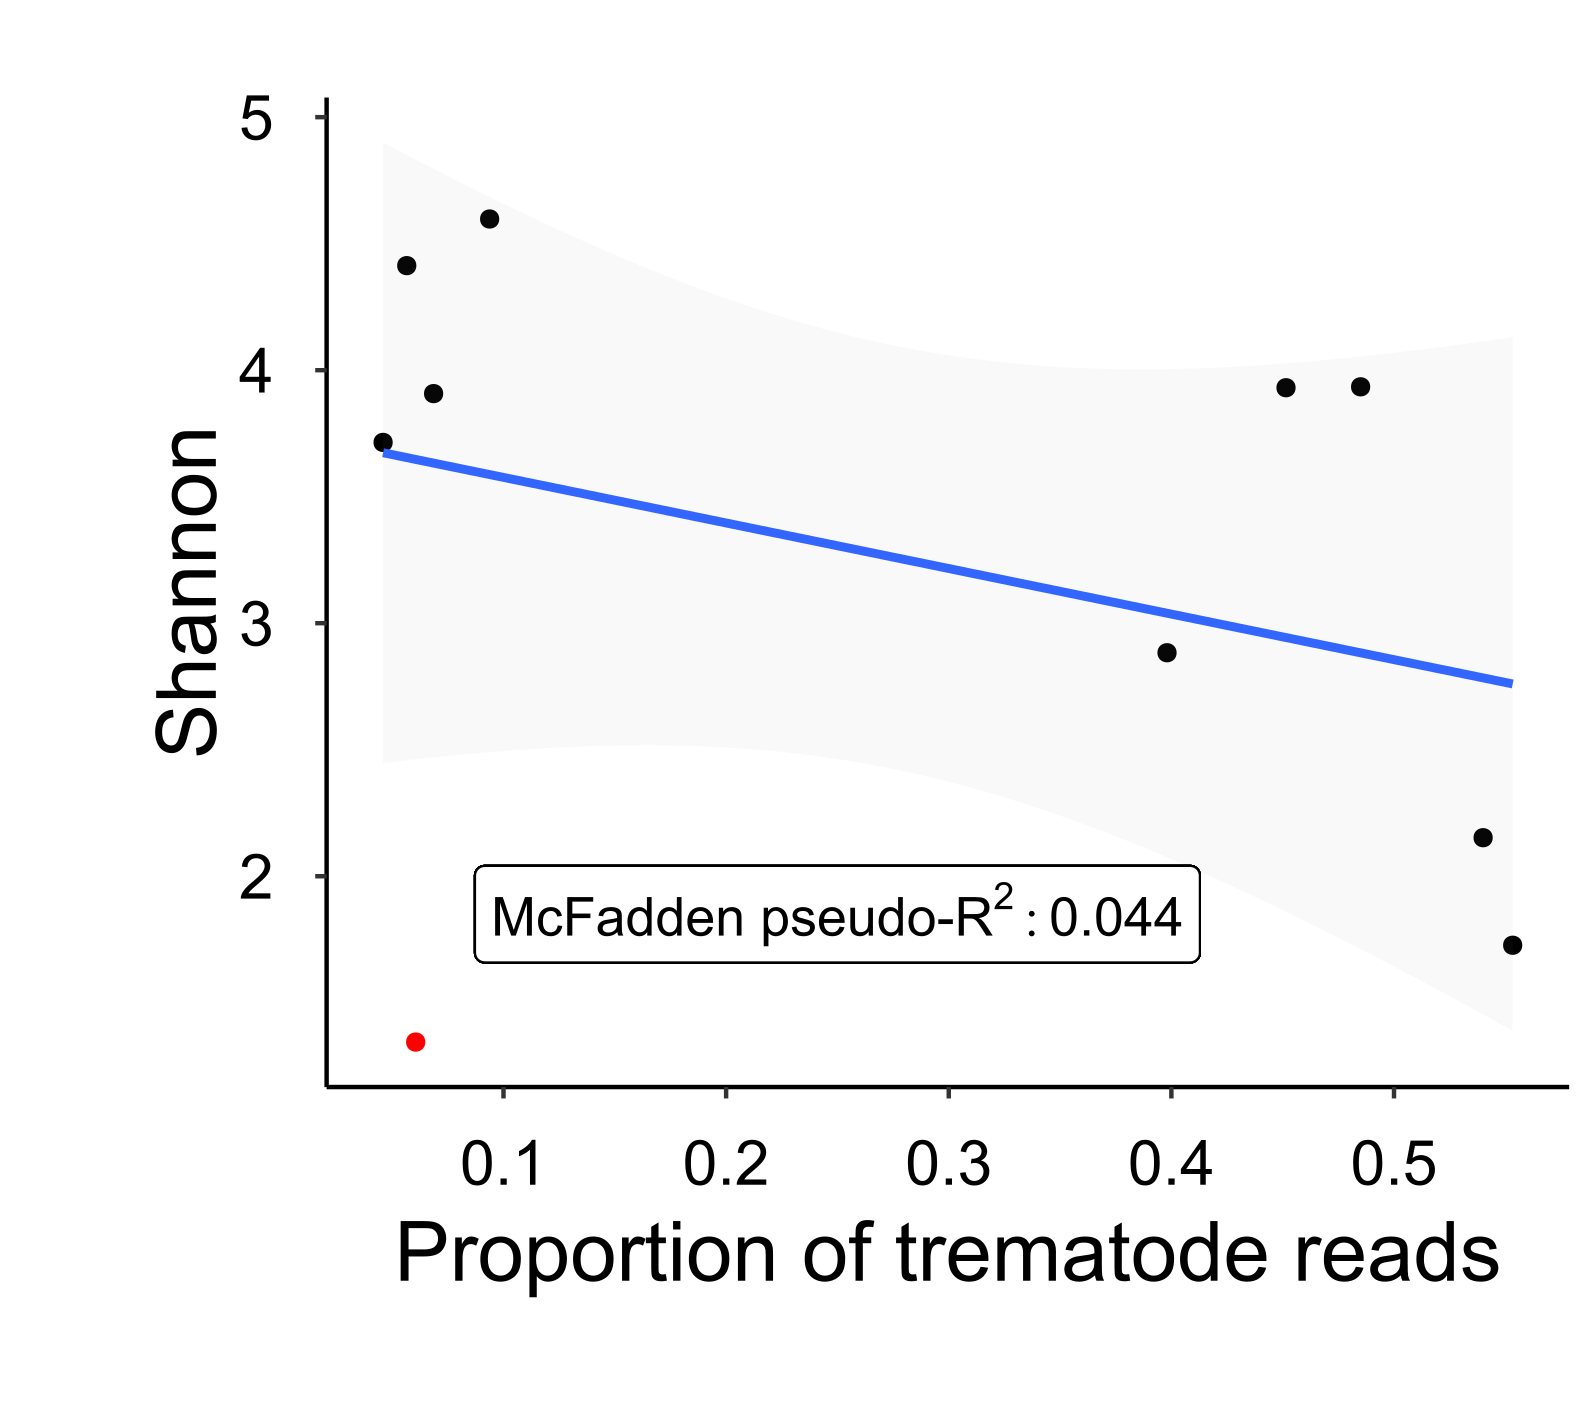 5
4
3
2
Shannon
McFadden pseudo-R² : 0.044
0.1 0.2 0.3 0.4 0.5
Proportion of trematode reads